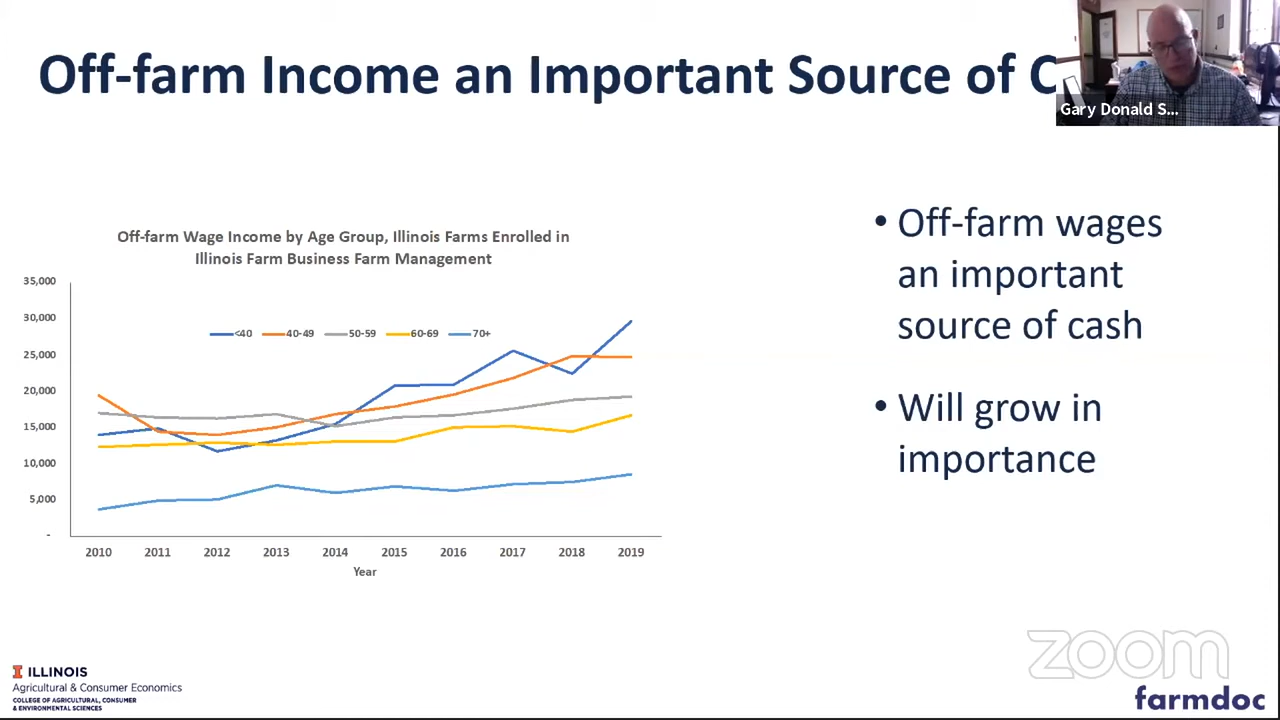 Off-farm Income an Important Source of C
Gary Donald S...
Off-farm Wage Income by Age Group, Illinois Farms Enrolled in
Illinois Farm Business Farm Management
35,000
30,000
25,000
20,000
15,000
10,000
5,000
-
<40 40-49 50-59 60-69 70+
2010 2011 2012 2013 2014 2015 2016 2017 2018 2019
Year
• Off-farm wages
an important
source of cash
• Will grow in
importance
I ILLINOIS
Agricultural & Consumer Economics
COLLEGE OF AGRICULTURAL, CONSUMER
& ENVIRONMENTAL SCIENCES
zoom
farmdoc